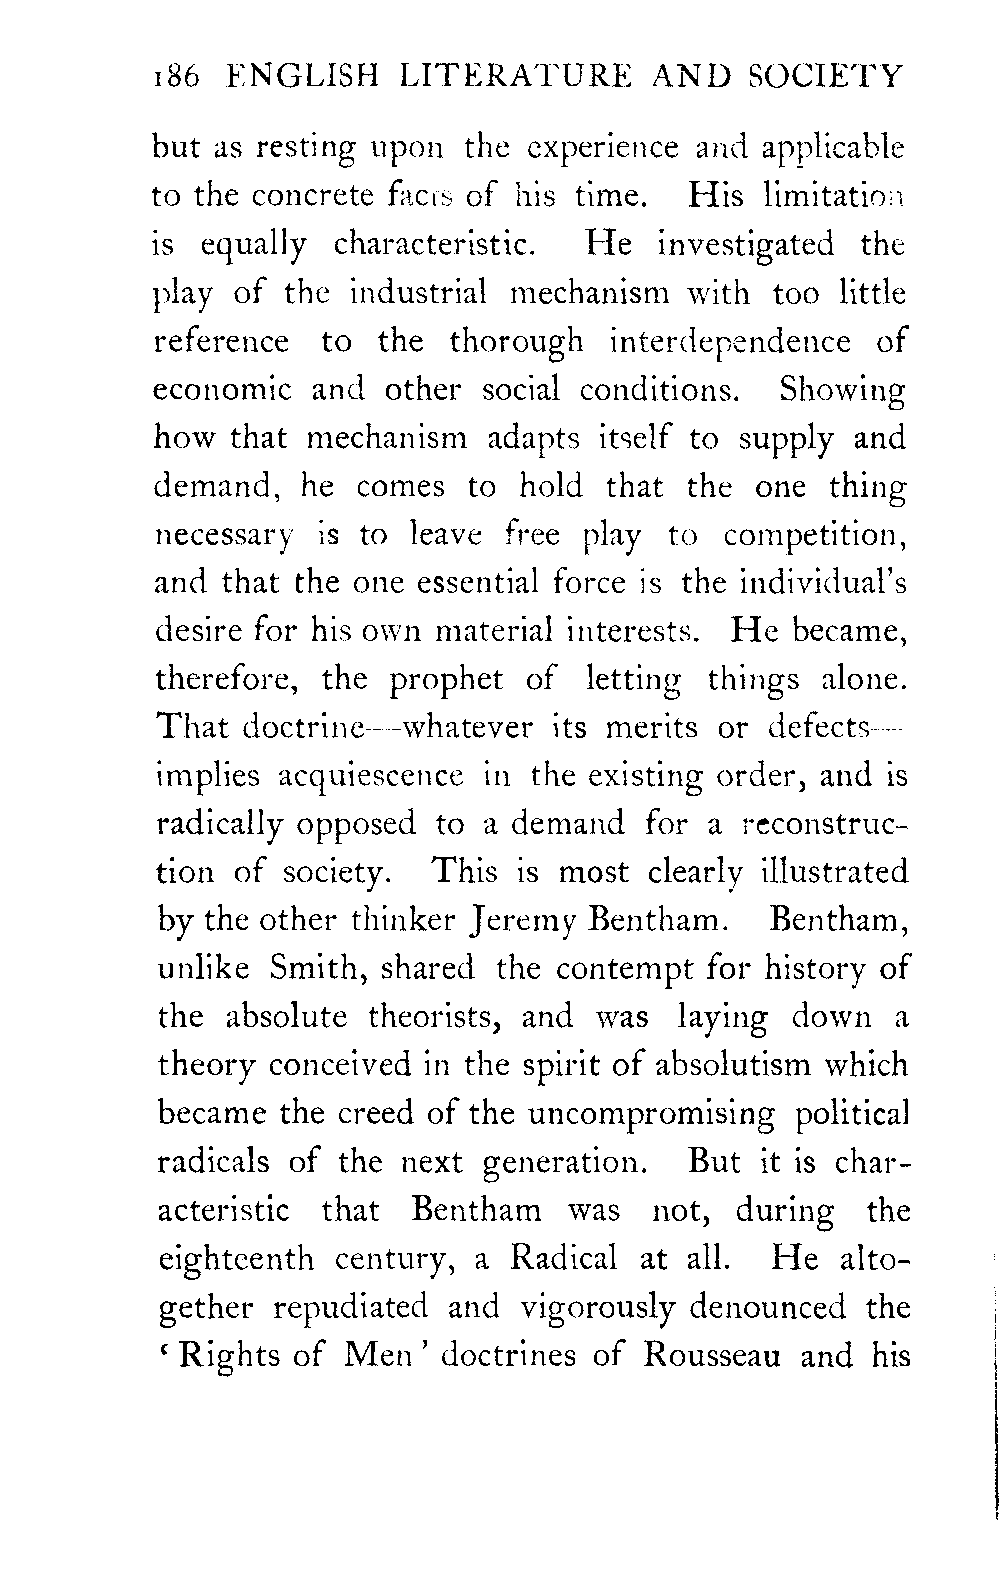 186 ENGLISH LITERATURE AND SOCIETY
but as resting upon the experience and applicable
to the concrete facts of his time. His limitation
is equally characteristic. He investigated the
play of the industrial mechanism with too little
reference to the thorough interdependence of
economic and other social conditions. Showing
how that mechanism adapts itself to supply and
demand, he comes to hold that the one thing
necessary is to leave free play to competition,
and that the one essential force is the individual's
desire for his own material interests. He became,
therefore, the prophet of letting things alone.
That doctrine—whatever its merits or defects—
implies acquiescence in the existing order, and is
radically opposed to a demand for a reconstruc-
tion of society. This is most clearly illustrated
by the other thinker Jeremy Bentham. Bentham,
unlike Smith, shared the contempt for history of
the absolute theorists, and was laying down a
theory conceived in the spirit of absolutism which
became the creed of the uncompromising political
radicals of the next generation. But it is char-
acteristic that Bentham was not, during the
eighteenth century, a Radical at all. He alto-
gether repudiated and vigorously denounced the
‘Rights of Men’ doctrines of Rousseau and his